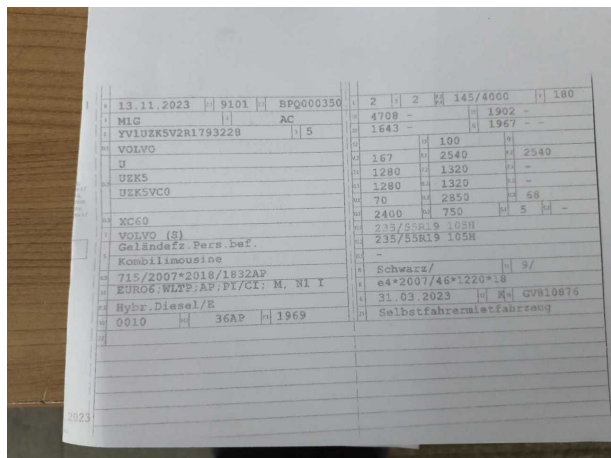 13.11.2023 9101 BPQ000350
M1G AC
YV1UZK5V2R1793228 5
VOLVO
U
UZK5
UZK5VC0
XC60
VOLVO (S)
Geländefz.Pers.bef.
Kombilimousine
715/2007*2018/1832AP
EURO6;WLTP;AP;PI/CI; M, N1 I
Hybr.Diesel/E
0010 36AP 1969
2 2 145/4000 180
4708 - 1902 -
1643 - 1967 - -
100
167 2540 2540
1280 1320 -
1280 1320 -
70 2850 68
2400 750 5 -
235/55R19 105H
235/55R19 105H
-
Schwarz/ 9/
e4*2007/46*1220*18
31.03.2023 K GV810876
Selbstfahrermietfahrzeug
2023